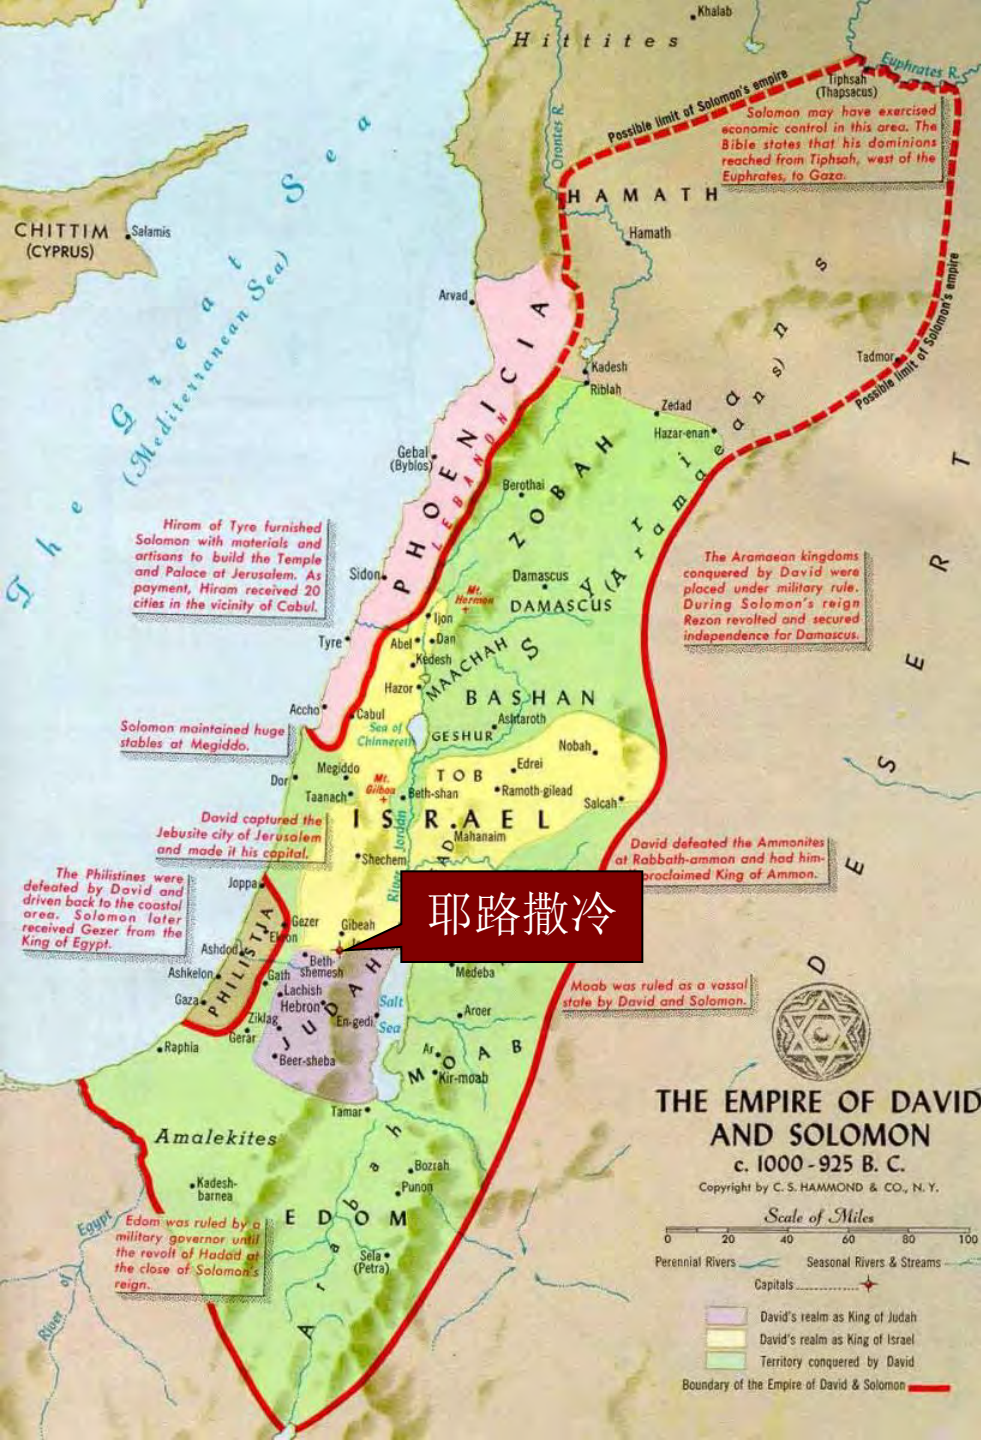 Khalab
Hittites
Euphrates R.
Tiphsah
(Thapsacus)
Possible limit of Solomon's empire
Solomon may have exercised
economic control in this area. The
Bible states that his dominions
reached from Tiphsah, west of the
Euphrates, to Gaza.
Orontes R.
HAMATH
Hamath
CHITTIM
(CYPRUS)
Salamis
The Great Sea
(Mediterranean Sea)
Arvad
PHOENICIA
LEBANON
Possible limit of Solomon's empire
Tadmor
Kadesh
Riblah
Zedad
Hazar-enan
Gebal
(Byblos)
Berothai
ZOBAH
Syrians
(Aramaeans)
DESERT
Hiram of Tyre furnished
Solomon with materials and
artisans to build the Temple
and Palace at Jerusalem. As
payment, Hiram received 20
cities in the vicinity of Cabul.
The Aramaean kingdoms
conquered by David were
placed under military rule.
During Solomon's reign
Rezon revolted and secured
independence for Damascus.
Sidon
Damascus
DAMASCUS
Mt.
Hermon
Ijon
Tyre
Abel
Dan
Kedesh
MAACHAH
Hazor
BASHAN
Accho
Cabul
Sea of
Chinnereth
Ashtaroth
GESHUR
Solomon maintained huge
stables at Megiddo.
Nobah
Edrei
TOB
Dor
Megiddo
Mt.
Gilboa
Taanach
Beth-shan
Ramoth-gilead
Salcah
ISRAEL
David captured the
Jebusite city of Jerusalem
and made it his capital.
River Jordan
Mahanaim
Shechem
David defeated the Ammonites
at Rabbath-ammon and had him-
proclaimed King of Ammon.
The Philistines were
defeated by David and
driven back to the coastal
area. Solomon later
received Gezer from the
King of Egypt.
Joppa
耶路撒冷
Gezer
Gibeah
Ekron
PHILISTIA
Ashdod
Beth-
shemesh
Ashkelon
Gath
Lachish
Hebron
JUDAH
Medeba
Gaza
Salt
Sea
Moab was ruled as a vassal
state by David and Solomon.
Ziklag
En-gedi
Aroer
Gerar
Raphia
Beer-sheba
Ar
MOAB
Kir-moab
Tamar
Amalekites
Kadesh-
barnea
Bozrah
Punon
EDOM
Arabah
Sela
(Petra)
River of Egypt
Edom was ruled by a
military governor until
the revolt of Hadad at
the close of Solomon's
reign.
THE EMPIRE OF DAVID
AND SOLOMON
c. 1000-925 B. C.
Copyright by C. S. HAMMOND & CO., N. Y.
Scale of Miles
0 20 40 60 80 100
Perennial Rivers
Seasonal Rivers & Streams
Capitals
David's realm as King of Judah
David's realm as King of Israel
Territory conquered by David
Boundary of the Empire of David & Solomon